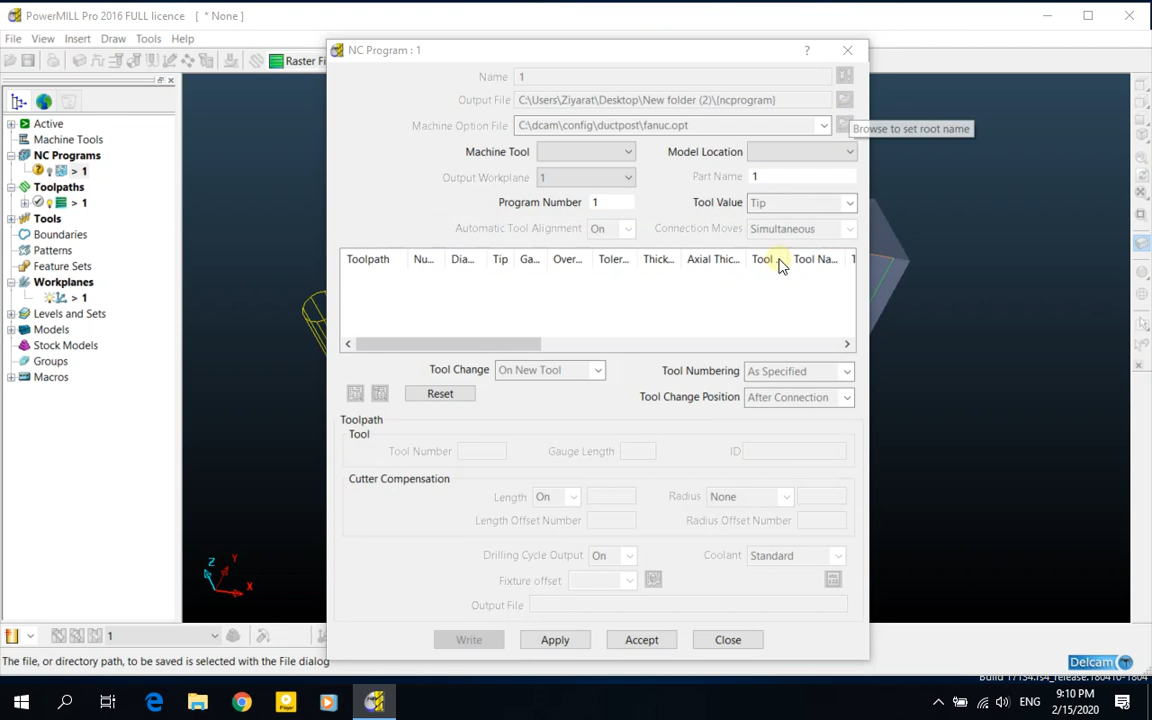 PowerMILL Pro 2016 FULL licence [ * None ]
File View Insert Draw Tools Help
Raster Fi
Active
Machine Tools
NC Programs
> 1
Toolpaths
> 1
Tools
Boundaries
Patterns
Feature Sets
Workplanes
> 1
Levels and Sets
Models
Stock Models
Groups
Macros
NC Program : 1
Name 1
Output File C:\Users\Ziyarat\Desktop\New folder (2)\{ncprogram}
Machine Option File C:\dcam\config\ductpost\fanuc.opt
Browse to set root name
Machine Tool Model Location
Output Workplane 1 Part Name 1
Program Number 1 Tool Value Tip
Automatic Tool Alignment On Connection Moves Simultaneous
Toolpath Nu... Dia... Tip Ga... Over... Toler... Thick... Axial Thic... Tool ... Tool Na... T
Tool Change On New Tool Tool Numbering As Specified
Reset Tool Change Position After Connection
Toolpath
Tool
Tool Number Gauge Length ID
Cutter Compensation
Length On Radius None
Length Offset Number Radius Offset Number
Drilling Cycle Output On Coolant Standard
Fixture offset
Output File
Write Apply Accept Close
Z Y X
1
The file, or directory path, to be saved is selected with the File dialog
Delcam
Build 17134.rs4_release.180410-1804
Player
ENG
9:10 PM
2/15/2020